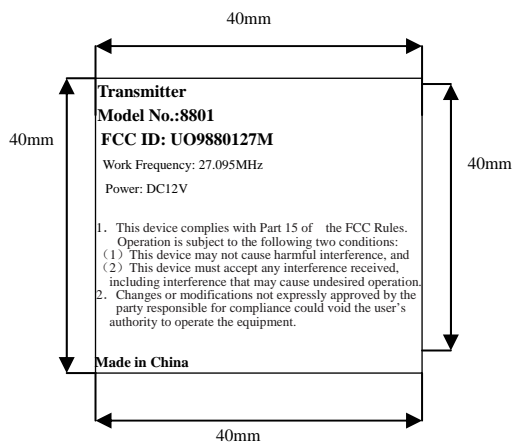 40mm
Transmitter
Model No.:8801
FCC ID: UO9880127M
40mm
40mm
Work Frequency: 27.095MHz
Power: DC12V
1. This device complies with Part 15 of the FCC Rules.
Operation is subject to the following two conditions:
(1) This device may not cause harmful interference, and
(2) This device must accept any interference received,
including interference that may cause undesired operation.
2. Changes or modifications not expressly approved by the
party responsible for compliance could void the user's
authority to operate the equipment.
Made in China
40mm